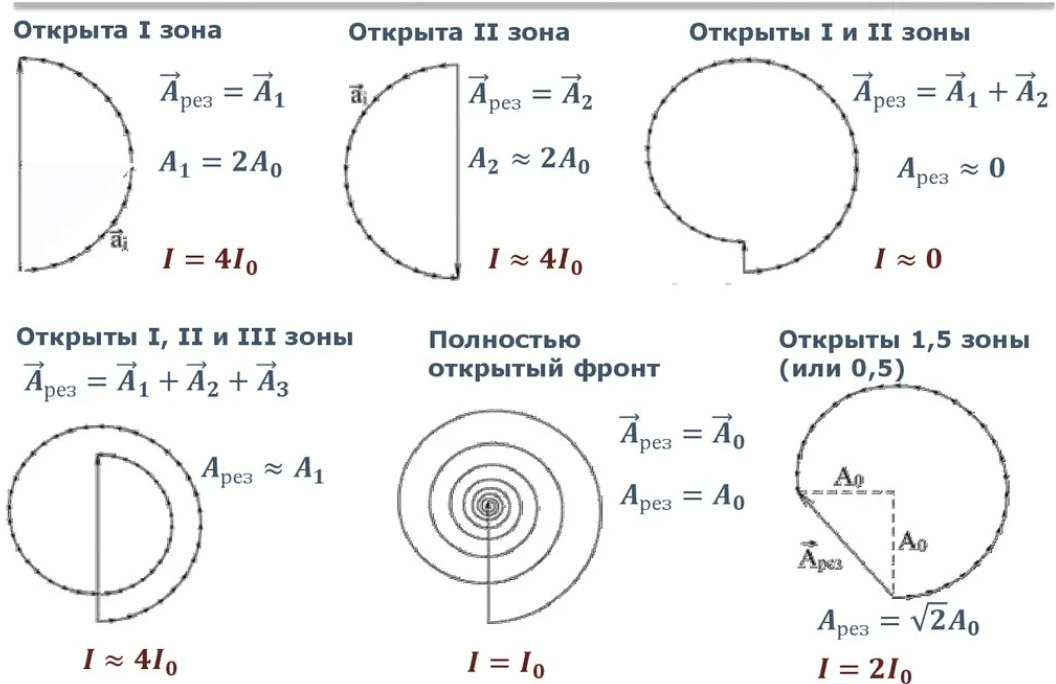 Открыта I зона
A⃗рез = A⃗₁
A₁ = 2A₀
a⃗ᵢ
I = 4I₀
Открыта II зона
a⃗ᵢ
A⃗рез = A⃗₂
A₂ ≈ 2A₀
I ≈ 4I₀
Открыты I и II зоны
A⃗рез = A⃗₁ + A⃗₂
Aрез ≈ 0
I ≈ 0
Открыты I, II и III зоны
A⃗рез = A⃗₁ + A⃗₂ + A⃗₃
Aрез ≈ A₁
I ≈ 4I₀
Полностью
открытый фронт
A⃗рез = A⃗₀
Aрез = A₀
I = I₀
Открыты 1,5 зоны
(или 0,5)
A₀
A₀
A⃗рез
Aрез = √2A₀
I = 2I₀